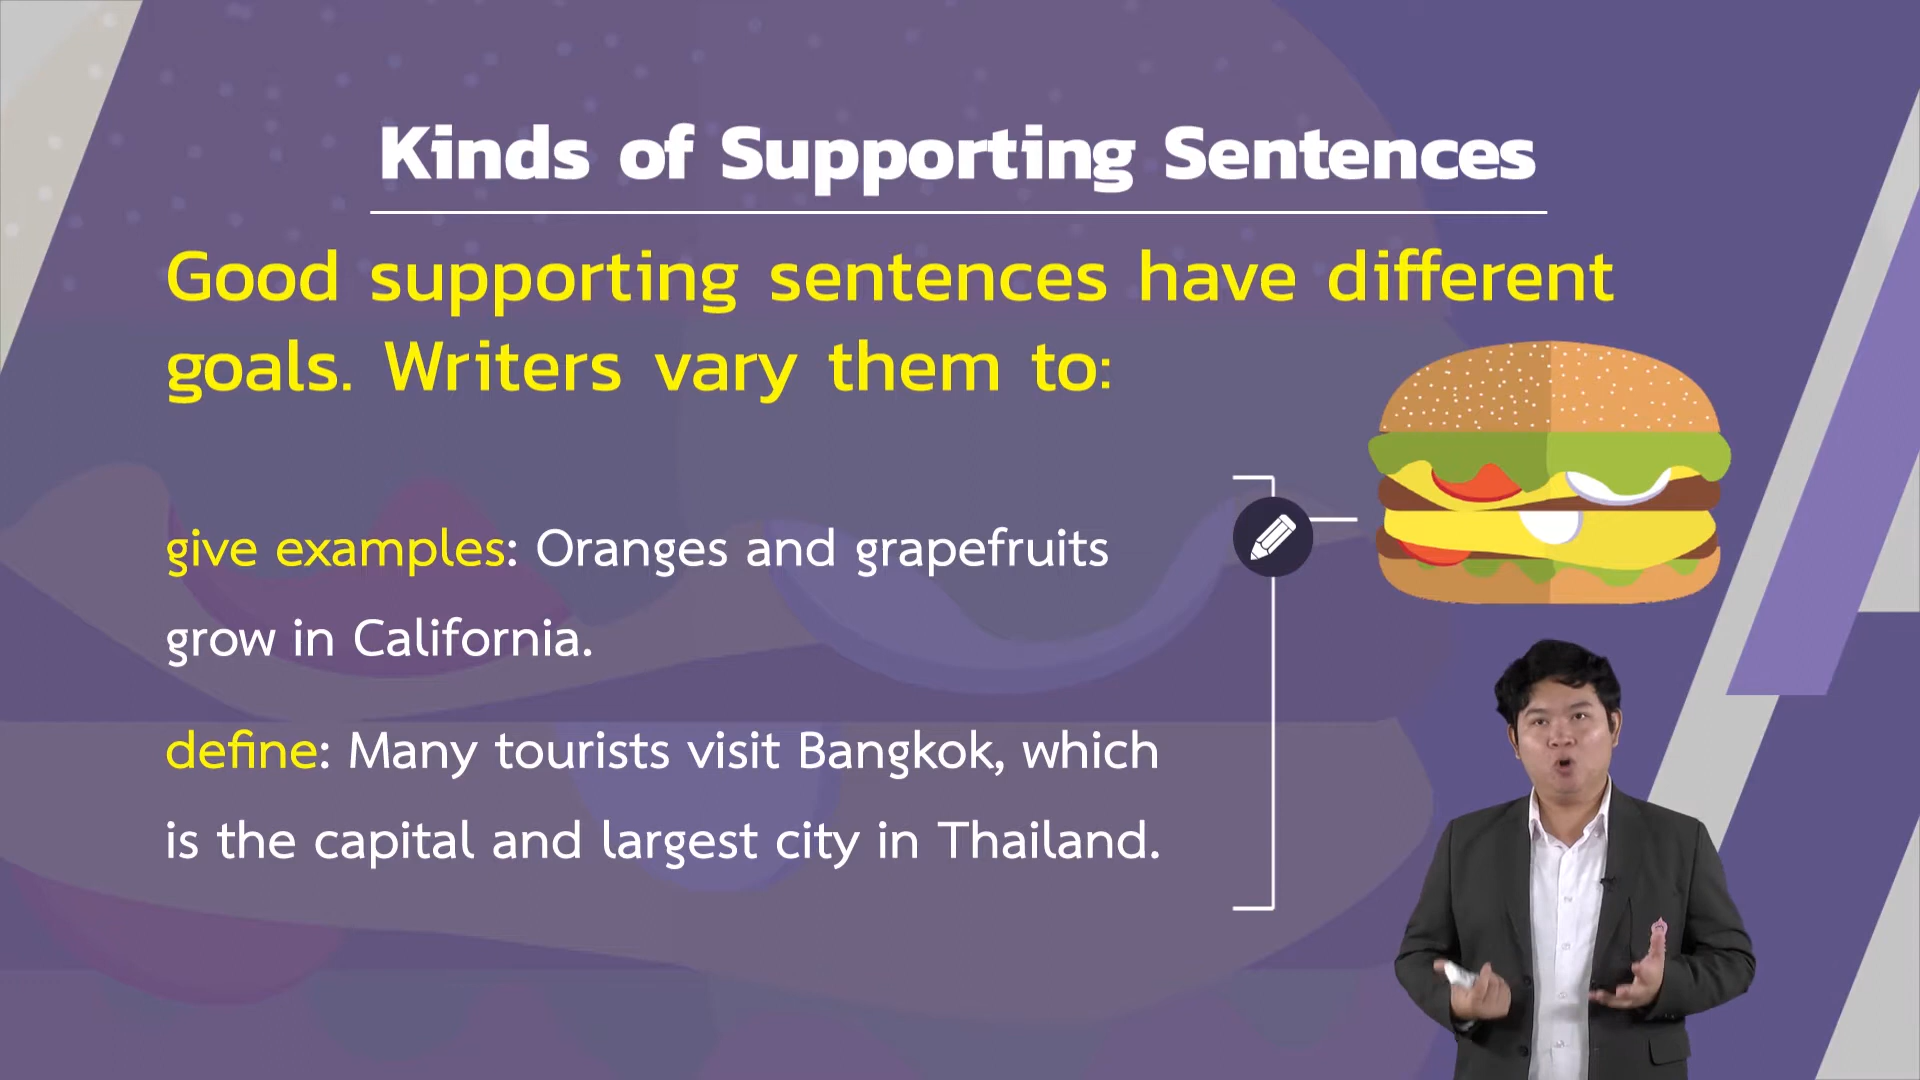 Kinds of Supporting Sentences
Good supporting sentences have different
goals. Writers vary them to:
give examples: Oranges and grapefruits
grow in California.
define: Many tourists visit Bangkok, which
is the capital and largest city in Thailand.